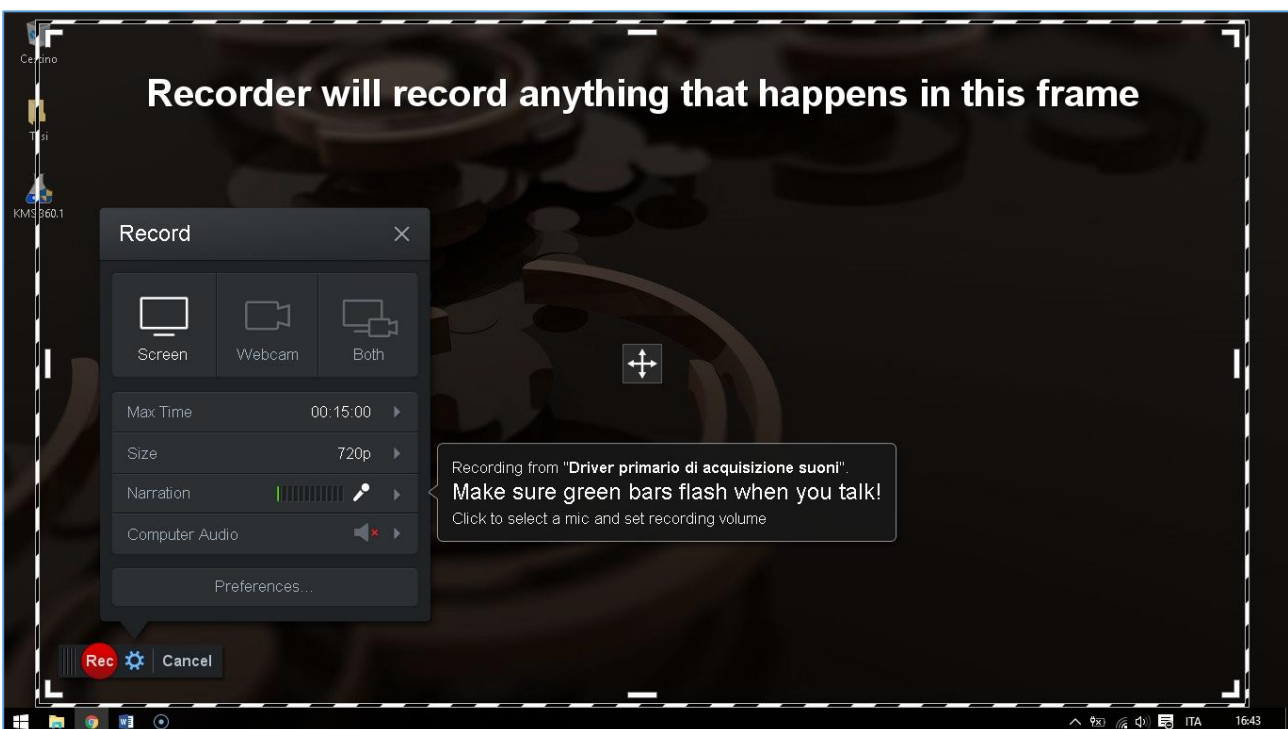 Cestino
Recorder will record anything that happens in this frame
Tesi
KMS 360.1
Record
Screen
Webcam
Both
Max Time 00:15:00
Size 720p
Narration
Computer Audio
Recording from "Driver primario di acquisizione suoni".
Make sure green bars flash when you talk!
Click to select a mic and set recording volume
Preferences...
Rec
Cancel
ITA
16:43